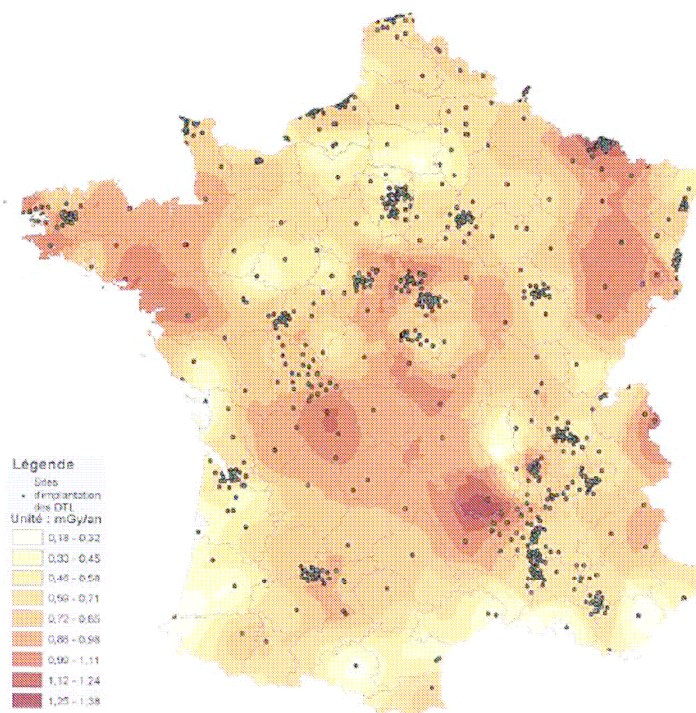 Légende
Sites
d'implantation
des DTL
Unité : mGy/an
0,18 - 0,32
0,33 - 0,45
0,46 - 0,58
0,59 - 0,71
0,72 - 0,85
0,86 - 0,98
0,99 - 1,11
1,12 - 1,24
1,25 - 1,38